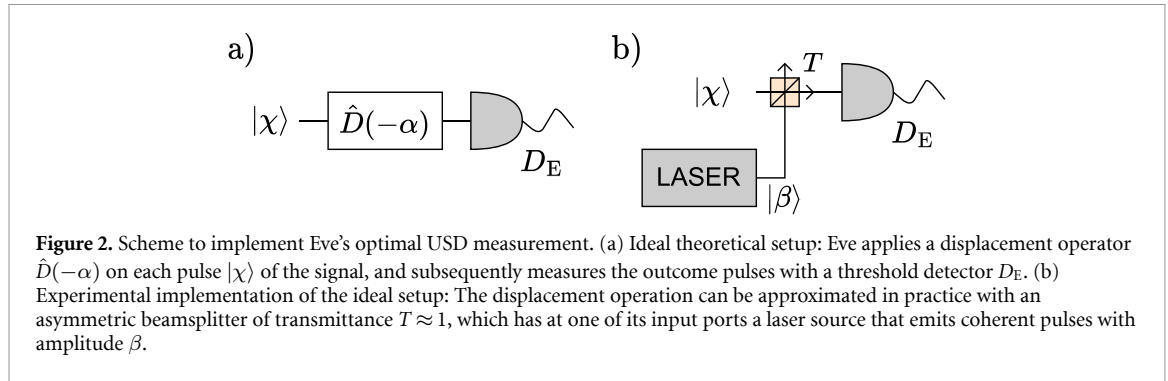 a)
|χ⟩ D̂(−α) D_E
b)
|χ⟩ T D_E
LASER |β⟩
Figure 2. Scheme to implement Eve's optimal USD measurement. (a) Ideal theoretical setup: Eve applies a displacement operator
D̂(−α) on each pulse |χ⟩ of the signal, and subsequently measures the outcome pulses with a threshold detector D_E. (b)
Experimental implementation of the ideal setup: The displacement operation can be approximated in practice with an
asymmetric beamsplitter of transmittance T ≈ 1, which has at one of its input ports a laser source that emits coherent pulses with
amplitude β.